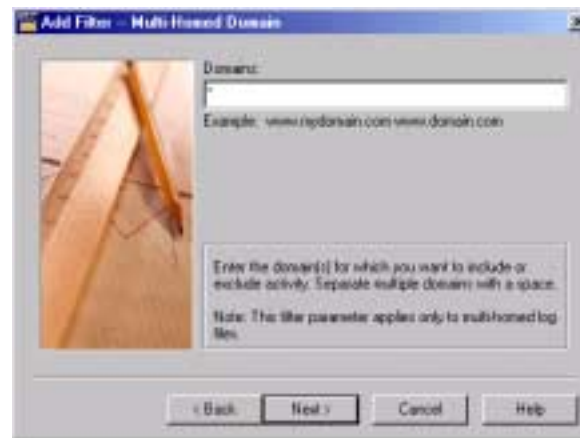 Add Filter -- Multi-Homed Domain
Domains:
*
Example: www.mydomain.com www.domain.com
Enter the domain(s) for which you want to include or
exclude activity. Separate multiple domains with a space.
Note: This filter parameter applies only to multi-homed log
files.
< Back
Next >
Cancel
Help